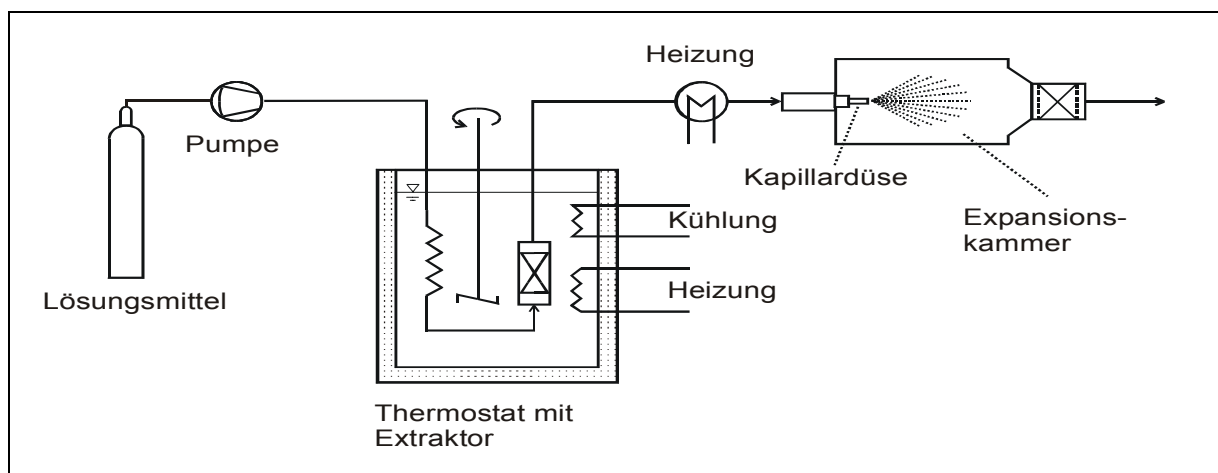 Heizung
Pumpe
Kapillardüse
Kühlung
Expansions-
kammer
Lösungsmittel
Heizung
Thermostat mit
Extraktor